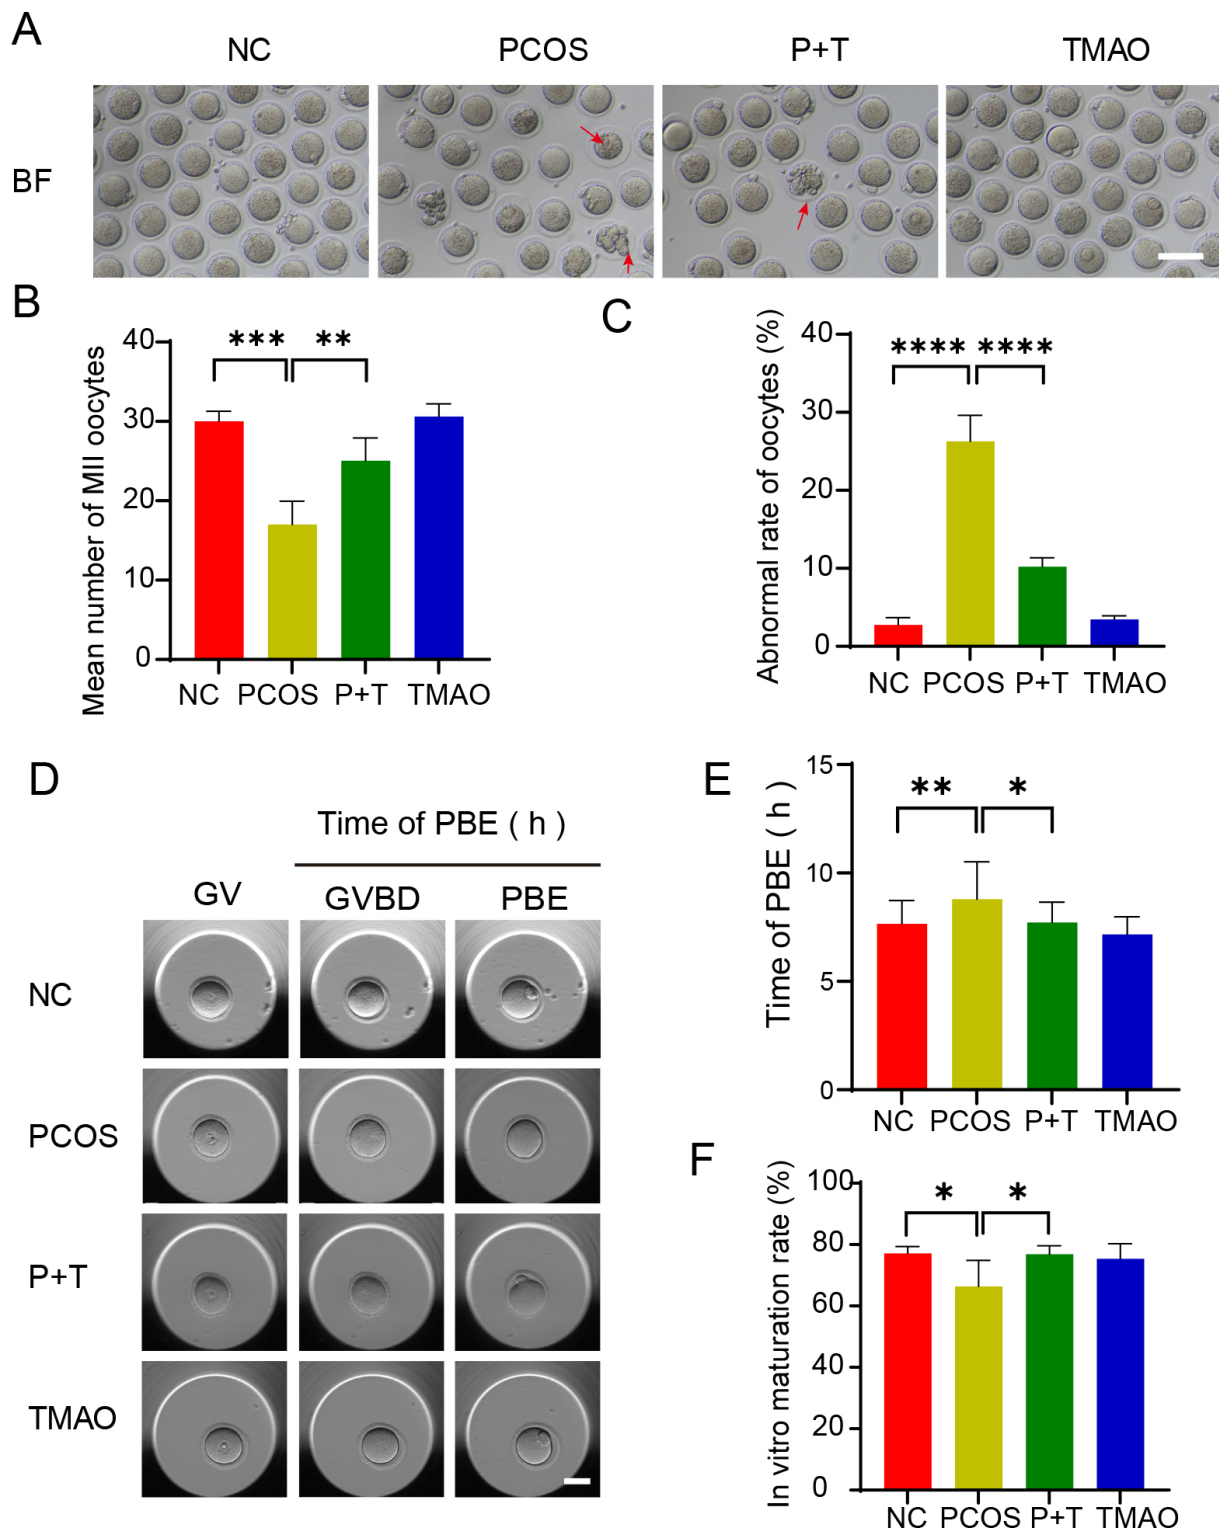 A
NC PCOS P+T TMAO
BF
B
Mean number of MII oocytes
40
30
20
10
0
*** **
NC PCOS P+T TMAO
C
Abnormal rate of oocytes (%)
40
30
20
10
0
**** ****
NC PCOS P+T TMAO
D
Time of PBE ( h )
GV GVBD PBE
NC
PCOS
P+T
TMAO
E
Time of PBE ( h )
15
10
5
0
** *
NC PCOS P+T TMAO
F
In vitro maturation rate (%)
100
80
60
40
20
0
* *
NC PCOS P+T TMAO